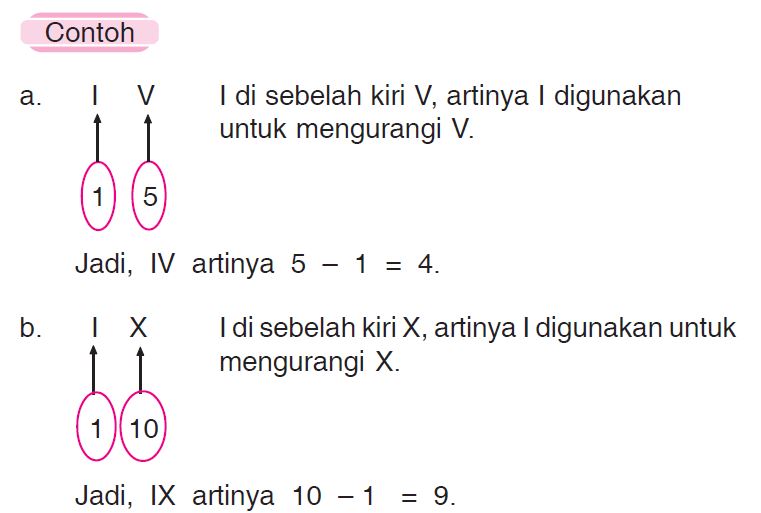 Contoh
a. I V I di sebelah kiri V, artinya I digunakan
untuk mengurangi V.
1 5
Jadi, IV artinya 5 – 1 = 4.
b. I X I di sebelah kiri X, artinya I digunakan untuk
mengurangi X.
1 10
Jadi, IX artinya 10 – 1 = 9.